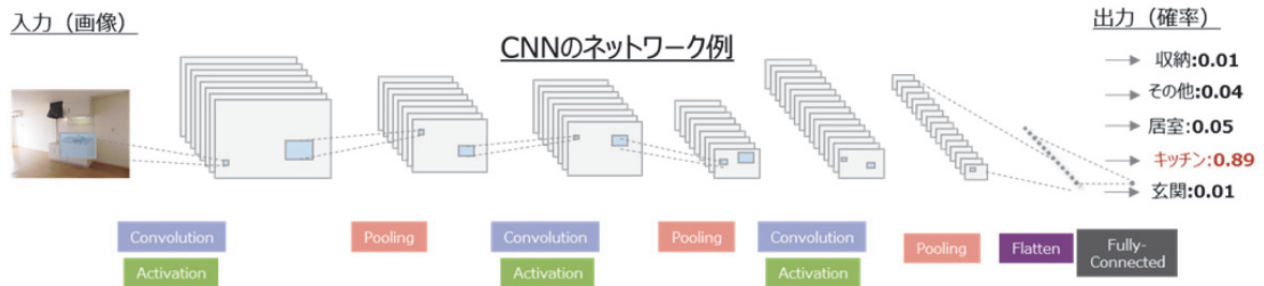 入力（画像）
CNNのネットワーク例
出力（確率）
収納:0.01
その他:0.04
居室:0.05
キッチン:0.89
玄関:0.01
Convolution
Activation
Pooling
Convolution
Activation
Pooling
Convolution
Activation
Pooling
Flatten
Fully-
Connected